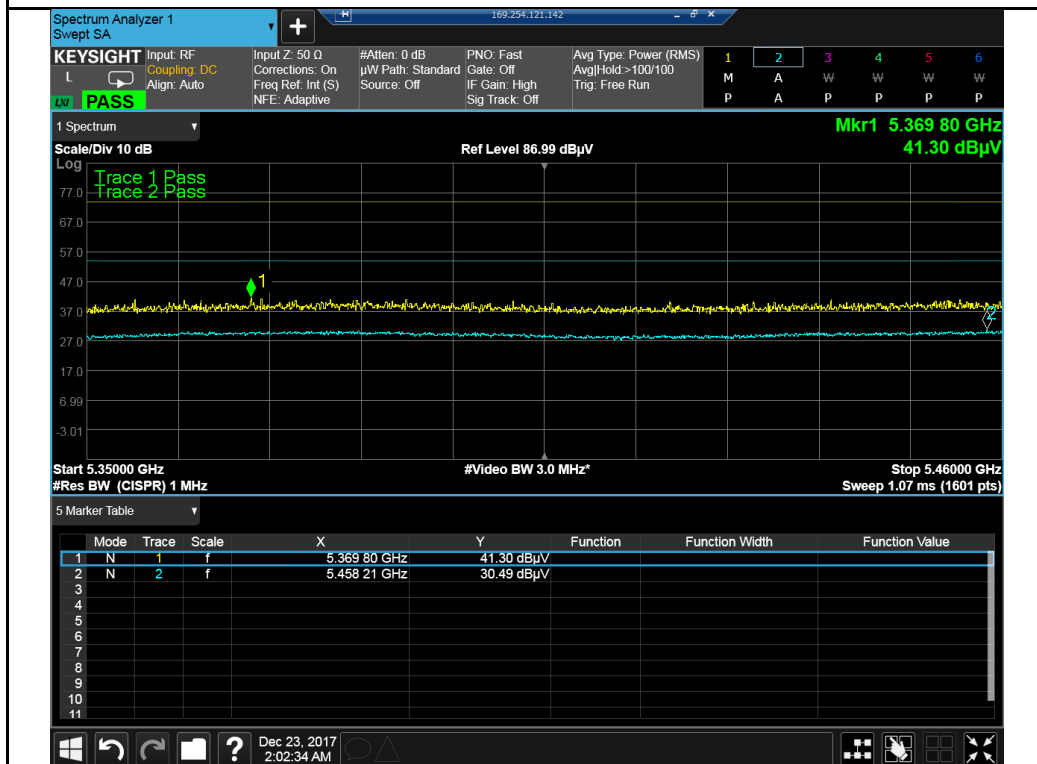 Spectrum Analyzer 1
Swept SA
169.254.121.142
KEYSIGHT
L
LXI PASS
Input: RF
Coupling: DC
Align: Auto
Input Z: 50 Ω
Corrections: On
Freq Ref: Int (S)
NFE: Adaptive
#Atten: 0 dB
µW Path: Standard
Source: Off
PNO: Fast
Gate: Off
IF Gain: High
Sig Track: Off
Avg Type: Power (RMS)
Avg|Hold:>100/100
Trig: Free Run
1 2 3 4 5 6
M A W W W W
P A P P P P
1 Spectrum
Mkr1 5.369 80 GHz
41.30 dBµV
Scale/Div 10 dB
Ref Level 86.99 dBµV
Log
Trace 1 Pass
Trace 2 Pass
77.0
67.0
57.0
47.0
37.0
27.0
17.0
6.99
-3.01
1
2
Start 5.35000 GHz
#Video BW 3.0 MHz*
Stop 5.46000 GHz
#Res BW (CISPR) 1 MHz
Sweep 1.07 ms (1601 pts)
5 Marker Table
Mode Trace Scale X Y Function Function Width Function Value
1 N 1 f 5.369 80 GHz 41.30 dBµV
2 N 2 f 5.458 21 GHz 30.49 dBµV
3
4
5
6
7
8
9
10
11
?
Dec 23, 2017
2:02:34 AM